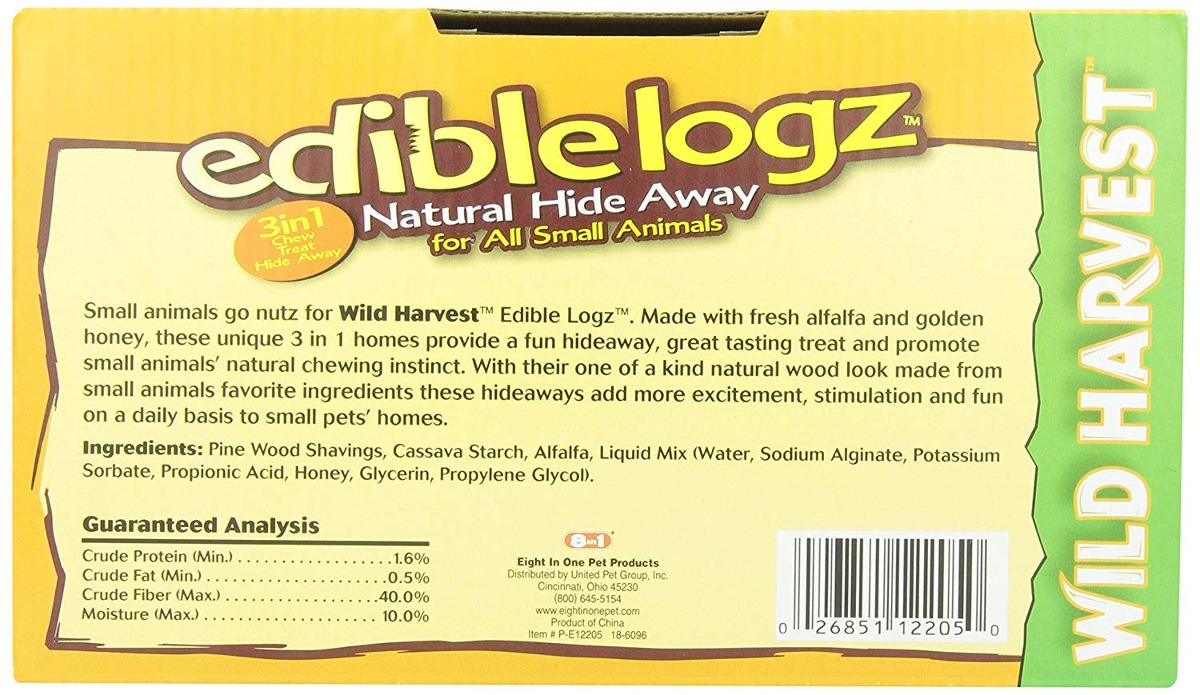 ediblelogz™
Natural Hide Away
for All Small Animals
3in1
Chew
Treat
Hide Away
Small animals go nutz for Wild Harvest™ Edible Logz™. Made with fresh alfalfa and golden
honey, these unique 3 in 1 homes provide a fun hideaway, great tasting treat and promote
small animals' natural chewing instinct. With their one of a kind natural wood look made from
small animals favorite ingredients these hideaways add more excitement, stimulation and fun
on a daily basis to small pets' homes.
Ingredients: Pine Wood Shavings, Cassava Starch, Alfalfa, Liquid Mix (Water, Sodium Alginate, Potassium
Sorbate, Propionic Acid, Honey, Glycerin, Propylene Glycol).
Guaranteed Analysis
Crude Protein (Min.) . . . . . . . . . . . . . . . . . . . 1.6%
Crude Fat (Min.) . . . . . . . . . . . . . . . . . . . . . . . 0.5%
Crude Fiber (Max.) . . . . . . . . . . . . . . . . . . . 40.0%
Moisture (Max.) . . . . . . . . . . . . . . . . . . . . . 10.0%
8in1®
Eight In One Pet Products
Distributed by United Pet Group, Inc.
Cincinnati, Ohio 45230
(800) 645-5154
www.eightinonepet.com
Product of China
Item # P-E12205 18-6096
0 26851 12205 0
WILD HARVEST™